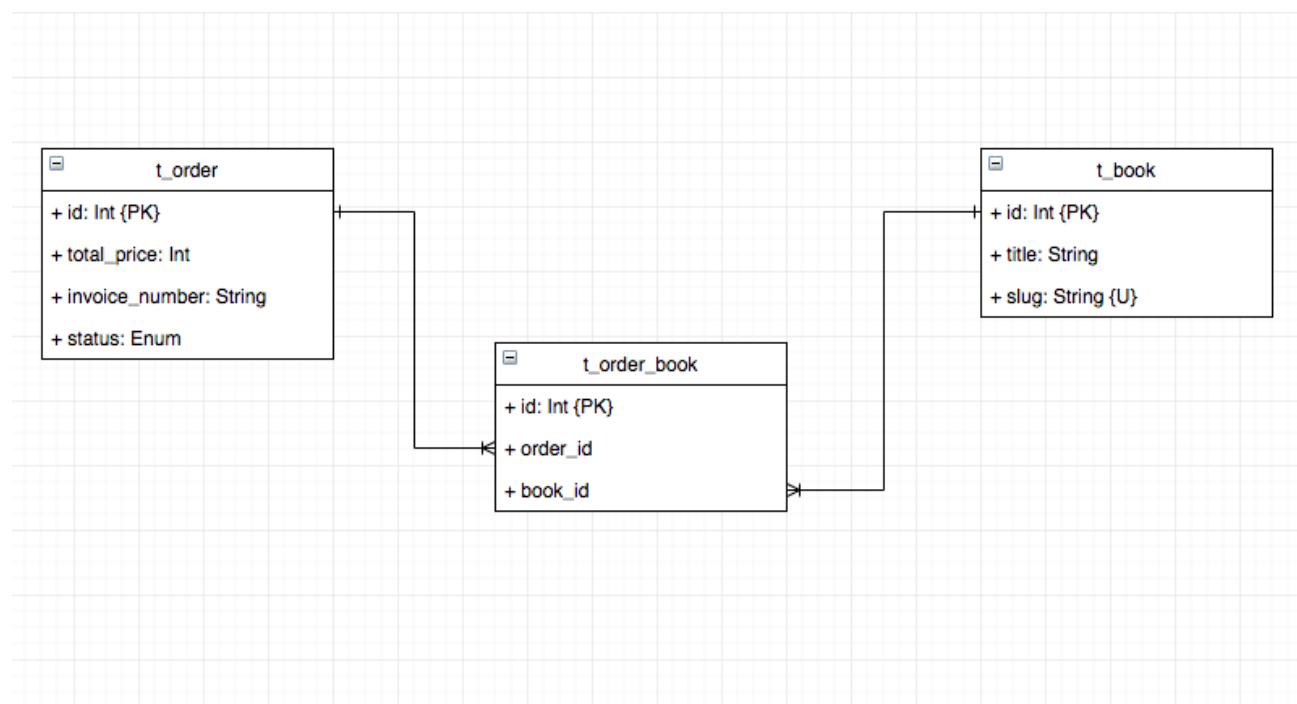 t_order
+ id: Int {PK}
+ total_price: Int
+ invoice_number: String
+ status: Enum
t_book
+ id: Int {PK}
+ title: String
+ slug: String {U}
t_order_book
+ id: Int {PK}
+ order_id
+ book_id